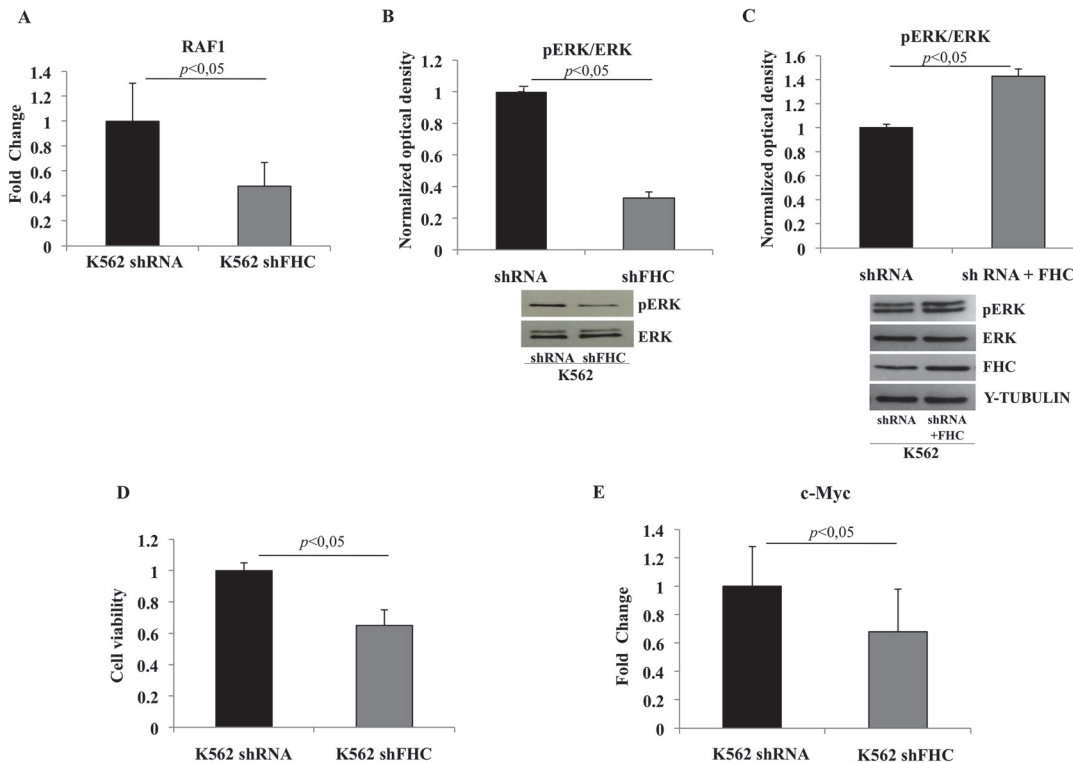 A
RAF1
p<0,05
Fold Change
1.4
1.2
1
0.8
0.6
0.4
0.2
0
K562 shRNA
K562 shFHC
B
pERK/ERK
p<0,05
Normalized optical density
1.2
1
0.8
0.6
0.4
0.2
0
shRNA
shFHC
pERK
ERK
shRNA shFHC
K562
C
pERK/ERK
p<0,05
Normalized optical density
1.6
1.4
1.2
1
0.8
0.6
0.4
0.2
0
shRNA
sh RNA + FHC
pERK
ERK
FHC
Y-TUBULIN
shRNA
shRNA
+FHC
K562
D
p<0,05
Cell viability
1.2
1
0.8
0.6
0.4
0.2
0
K562 shRNA
K562 shFHC
E
c-Myc
p<0,05
Fold Change
1.4
1.2
1
0.8
0.6
0.4
0.2
0
K562 shRNA
K562 shFHC